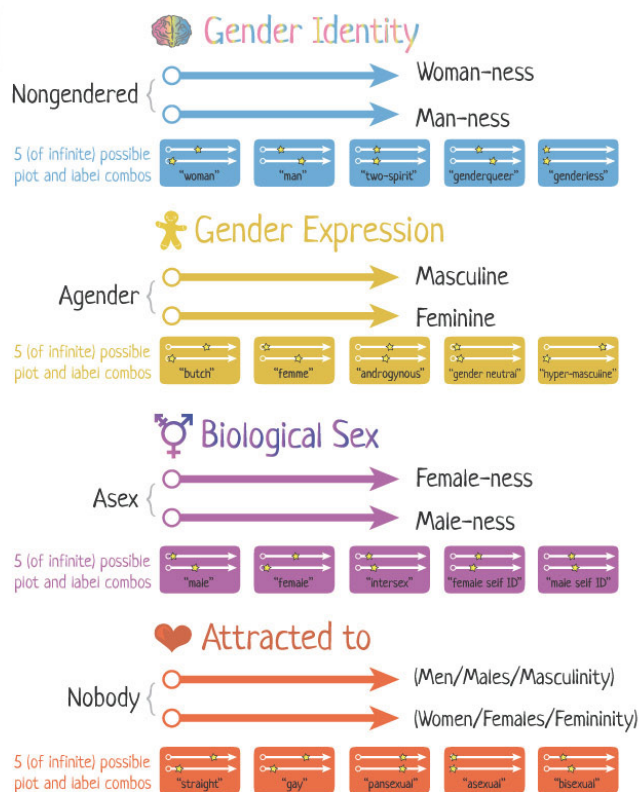 Gender Identity
Nongendered
Woman-ness
Man-ness
5 (of infinite) possible
plot and label combos
"woman"
"man"
"two-spirit"
"genderqueer"
"genderless"
Gender Expression
Agender
Masculine
Feminine
5 (of infinite) possible
plot and label combos
"butch"
"femme"
"androgynous"
"gender neutral"
"hyper-masculine"
Biological Sex
Asex
Female-ness
Male-ness
5 (of infinite) possible
plot and label combos
"male"
"female"
"intersex"
"female self ID"
"male self ID"
Attracted to
Nobody
(Men/Males/Masculinity)
(Women/Females/Femininity)
5 (of infinite) possible
plot and label combos
"straight"
"gay"
"pansexual"
"asexual"
"bisexual"